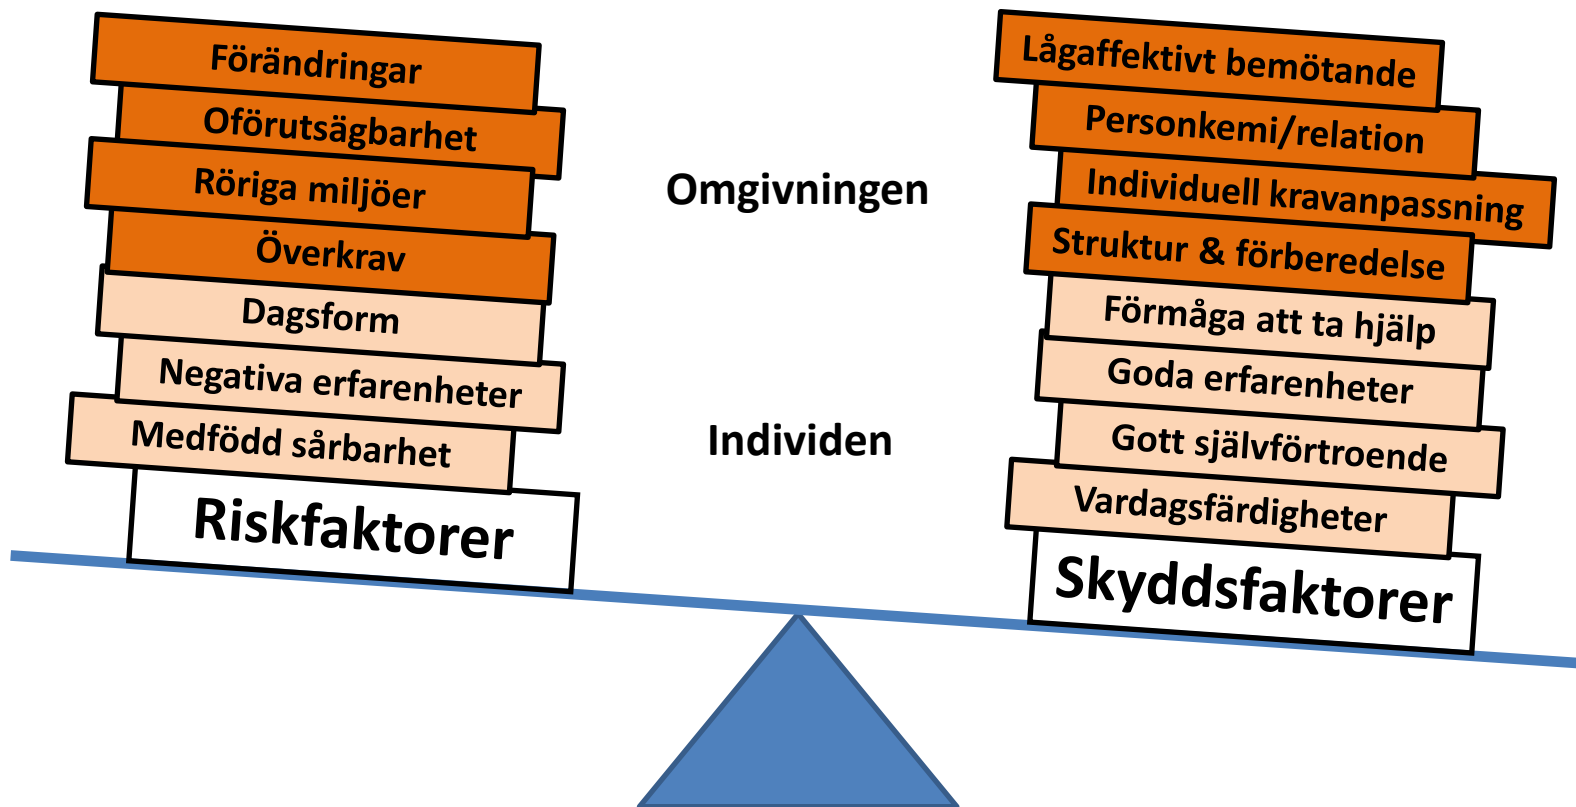 Förändringar
Oförutsägbarhet
Röriga miljöer
Överkrav
Dagsform
Negativa erfarenheter
Medfödd sårbarhet
Riskfaktorer
Omgivningen
Individen
Lågaffektivt bemötande
Personkemi/relation
Individuell kravanpassning
Struktur & förberedelse
Förmåga att ta hjälp
Goda erfarenheter
Gott självförtroende
Vardagsfärdigheter
Skyddsfaktorer